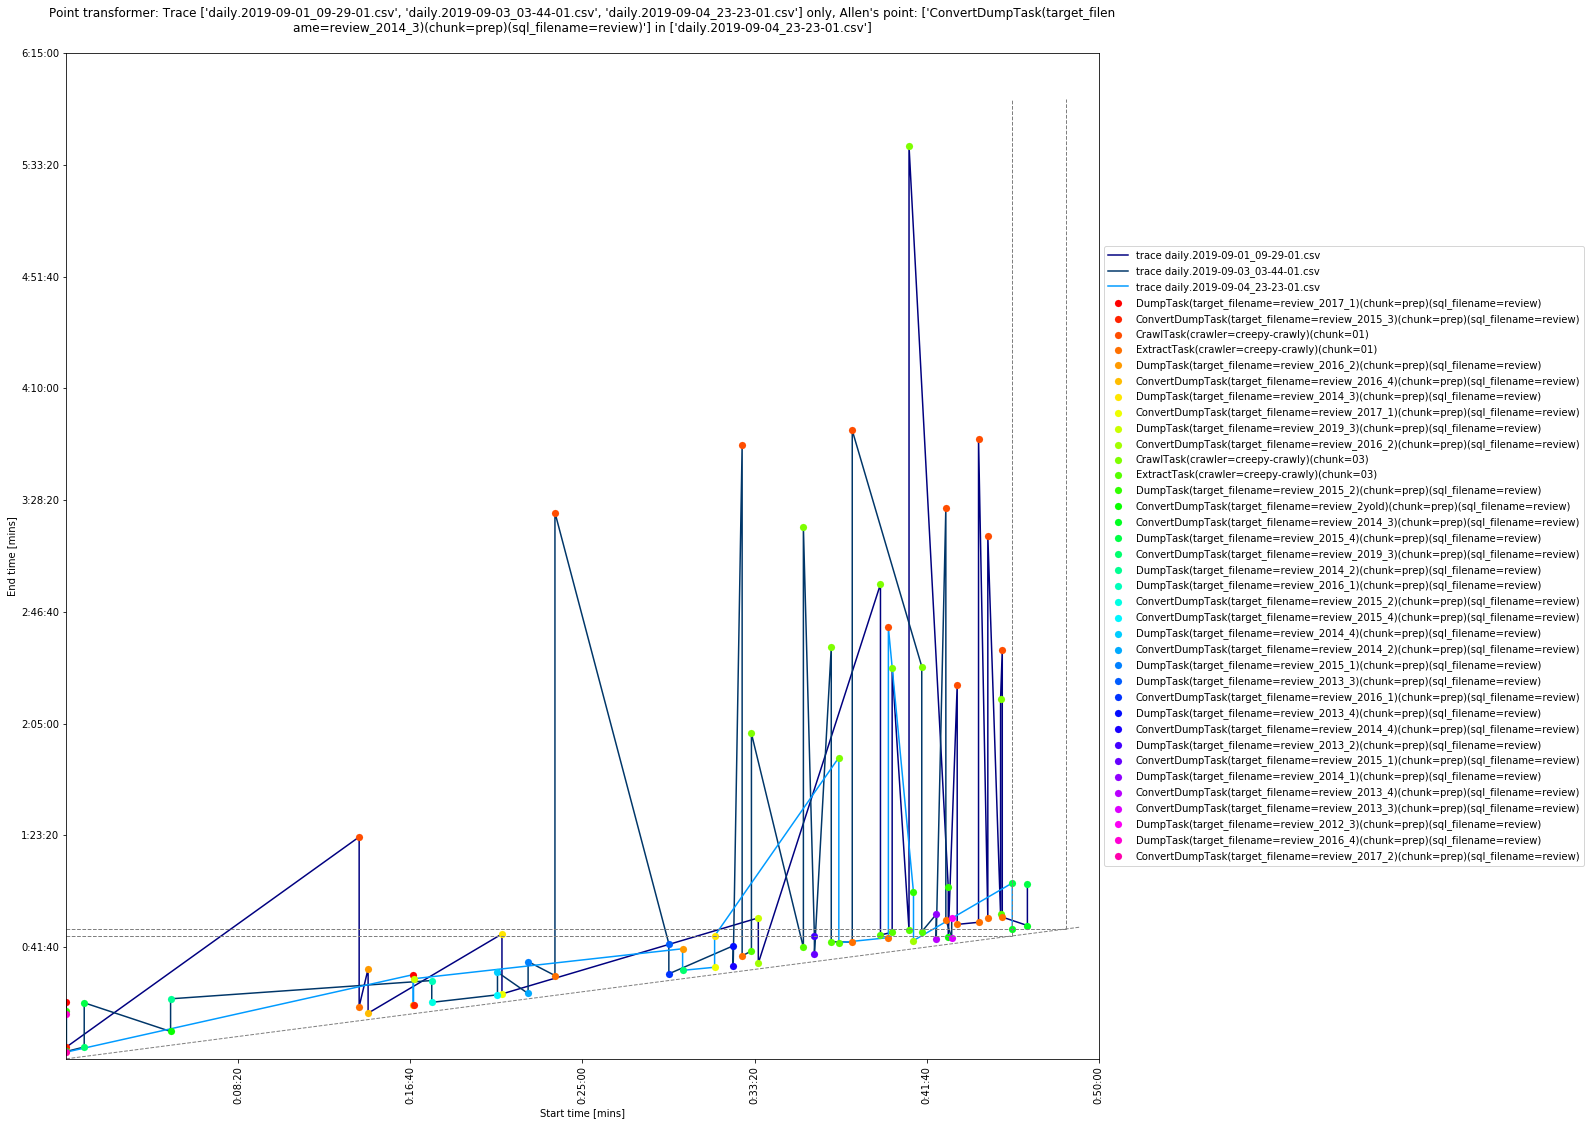 Point transformer: Trace ['daily.2019-09-01_09-29-01.csv', 'daily.2019-09-03_03-44-01.csv', 'daily.2019-09-04_23-23-01.csv'] only, Allen's point: ['ConvertDumpTask(target_filen
ame=review_2014_3)(chunk=prep)(sql_filename=review)'] in ['daily.2019-09-04_23-23-01.csv']
6:15:00
5:33:20
4:51:40
4:10:00
3:28:20
2:46:40
2:05:00
1:23:20
0:41:40
End time [mins]
0:08:20
0:16:40
0:25:00
0:33:20
0:41:40
0:50:00
Start time [mins]
trace daily.2019-09-01_09-29-01.csv
trace daily.2019-09-03_03-44-01.csv
trace daily.2019-09-04_23-23-01.csv
DumpTask(target_filename=review_2017_1)(chunk=prep)(sql_filename=review)
ConvertDumpTask(target_filename=review_2015_3)(chunk=prep)(sql_filename=review)
CrawlTask(crawler=creepy-crawly)(chunk=01)
ExtractTask(crawler=creepy-crawly)(chunk=01)
DumpTask(target_filename=review_2016_2)(chunk=prep)(sql_filename=review)
ConvertDumpTask(target_filename=review_2016_4)(chunk=prep)(sql_filename=review)
DumpTask(target_filename=review_2014_3)(chunk=prep)(sql_filename=review)
ConvertDumpTask(target_filename=review_2017_1)(chunk=prep)(sql_filename=review)
DumpTask(target_filename=review_2019_3)(chunk=prep)(sql_filename=review)
ConvertDumpTask(target_filename=review_2016_2)(chunk=prep)(sql_filename=review)
CrawlTask(crawler=creepy-crawly)(chunk=03)
ExtractTask(crawler=creepy-crawly)(chunk=03)
DumpTask(target_filename=review_2015_2)(chunk=prep)(sql_filename=review)
ConvertDumpTask(target_filename=review_2yold)(chunk=prep)(sql_filename=review)
ConvertDumpTask(target_filename=review_2014_3)(chunk=prep)(sql_filename=review)
DumpTask(target_filename=review_2015_4)(chunk=prep)(sql_filename=review)
ConvertDumpTask(target_filename=review_2019_3)(chunk=prep)(sql_filename=review)
DumpTask(target_filename=review_2014_2)(chunk=prep)(sql_filename=review)
DumpTask(target_filename=review_2016_1)(chunk=prep)(sql_filename=review)
ConvertDumpTask(target_filename=review_2015_2)(chunk=prep)(sql_filename=review)
ConvertDumpTask(target_filename=review_2015_4)(chunk=prep)(sql_filename=review)
DumpTask(target_filename=review_2014_4)(chunk=prep)(sql_filename=review)
ConvertDumpTask(target_filename=review_2014_2)(chunk=prep)(sql_filename=review)
DumpTask(target_filename=review_2015_1)(chunk=prep)(sql_filename=review)
DumpTask(target_filename=review_2013_3)(chunk=prep)(sql_filename=review)
ConvertDumpTask(target_filename=review_2016_1)(chunk=prep)(sql_filename=review)
DumpTask(target_filename=review_2013_4)(chunk=prep)(sql_filename=review)
ConvertDumpTask(target_filename=review_2014_4)(chunk=prep)(sql_filename=review)
DumpTask(target_filename=review_2013_2)(chunk=prep)(sql_filename=review)
ConvertDumpTask(target_filename=review_2015_1)(chunk=prep)(sql_filename=review)
DumpTask(target_filename=review_2014_1)(chunk=prep)(sql_filename=review)
ConvertDumpTask(target_filename=review_2013_4)(chunk=prep)(sql_filename=review)
ConvertDumpTask(target_filename=review_2013_3)(chunk=prep)(sql_filename=review)
DumpTask(target_filename=review_2012_3)(chunk=prep)(sql_filename=review)
DumpTask(target_filename=review_2016_4)(chunk=prep)(sql_filename=review)
ConvertDumpTask(target_filename=review_2017_2)(chunk=prep)(sql_filename=review)